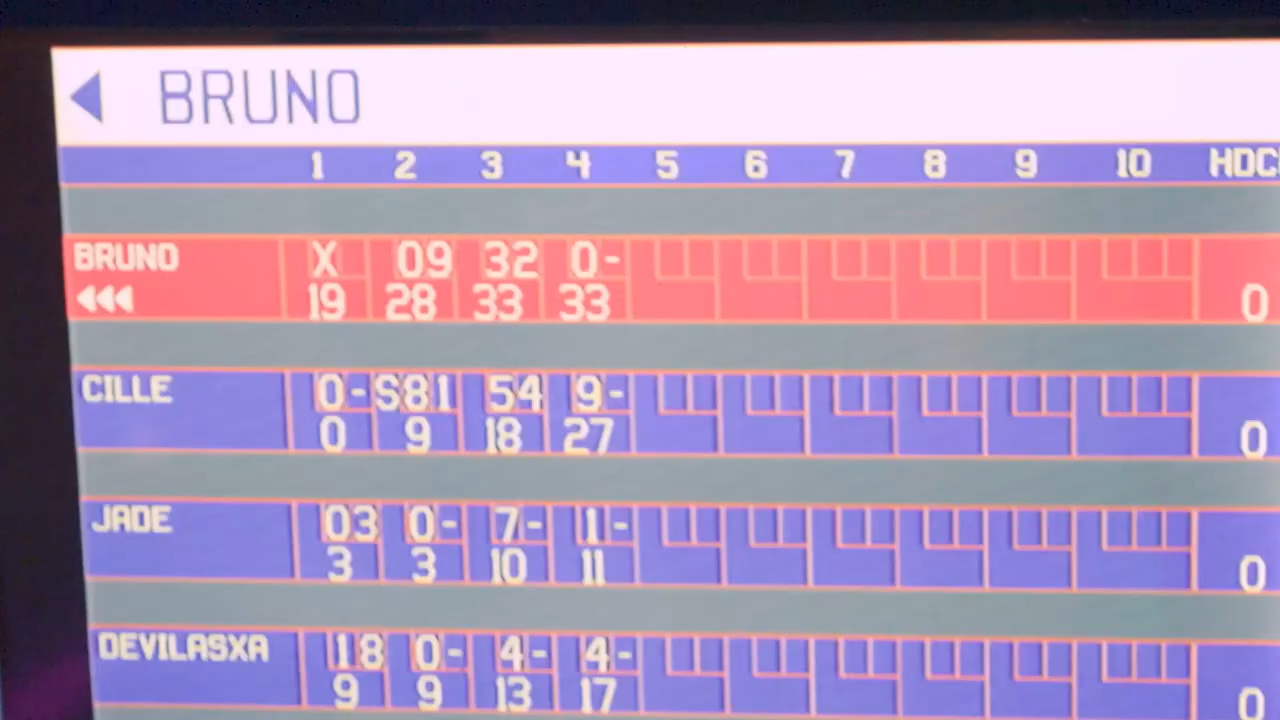 BRUNO
1 2 3 4 5 6 7 8 9 10 HDC
BRUNO X 09 32 0-
19 28 33 33 0
CILLE 0- S81 54 9-
0 9 18 27 0
JADE 03 0- 7- 1-
3 3 10 11 0
DEVILASXA 18 0- 4- 4-
9 9 13 17 0